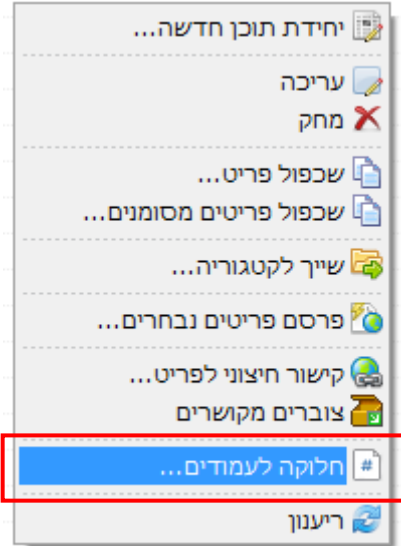 יחידת תוכן חדשה...
עריכה
מחק
שכפול פריט...
שכפול פריטים מסומנים...
שייך לקטגוריה...
פרסם פריטים נבחרים...
קישור חיצוני לפריט...
צוברים מקושרים
חלוקה לעמודים...
ריענון